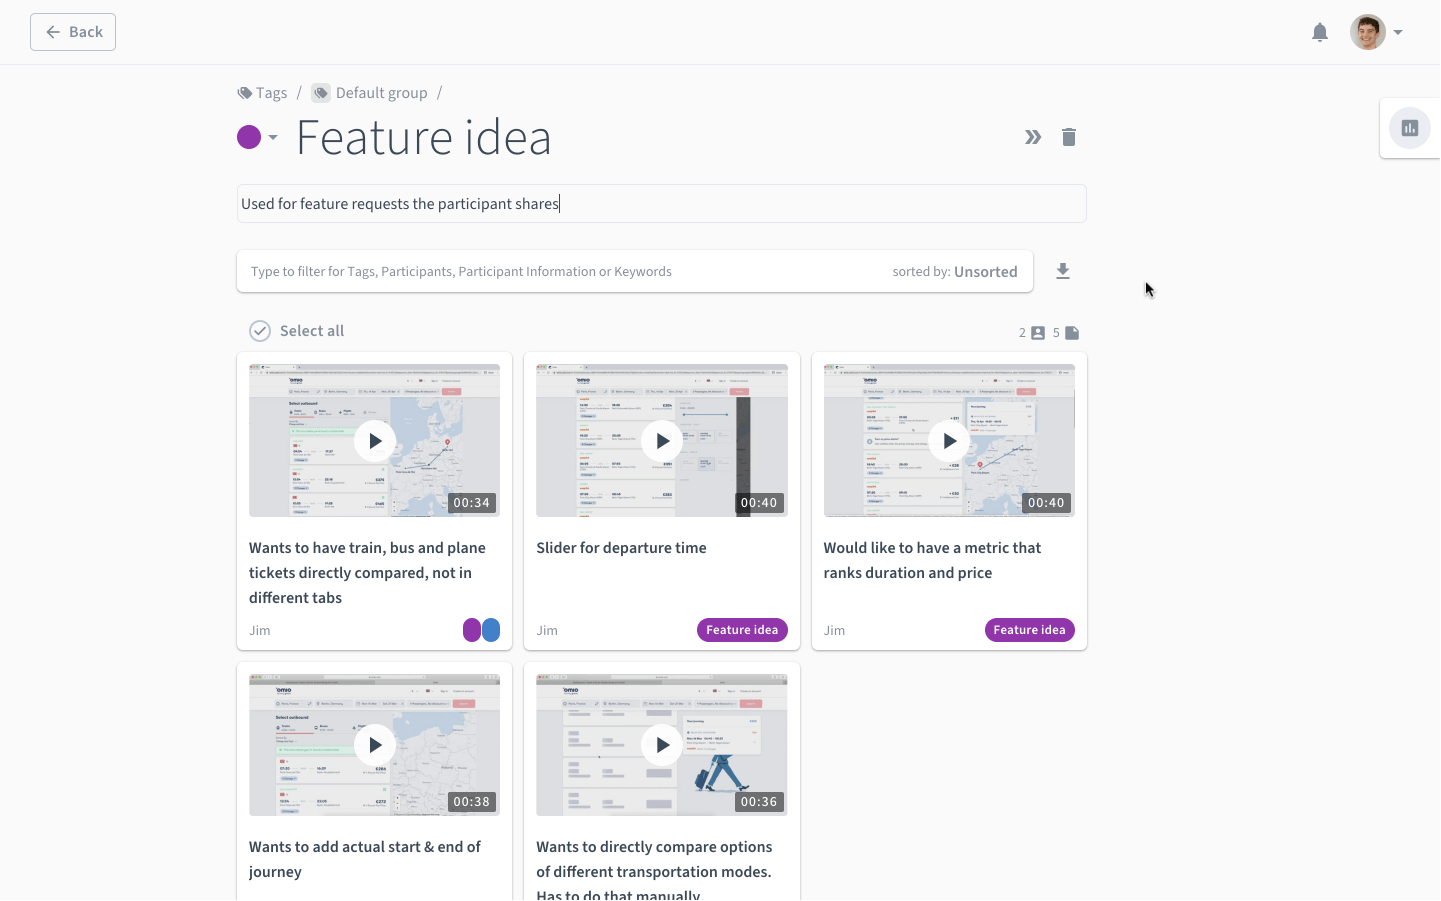 Back
Tags / Default group /
Feature idea
Used for feature requests the participant shares
Type to filter for Tags, Participants, Participant Information or Keywords
sorted by: Unsorted
Select all
2 5
00:34
00:40
00:40
Wants to have train, bus and plane
tickets directly compared, not in
different tabs
Jim
Slider for departure time
Jim
Feature idea
Would like to have a metric that
ranks duration and price
Jim
Feature idea
00:38
00:36
Wants to add actual start & end of
journey
Wants to directly compare options
of different transportation modes.
Has to do that manually.